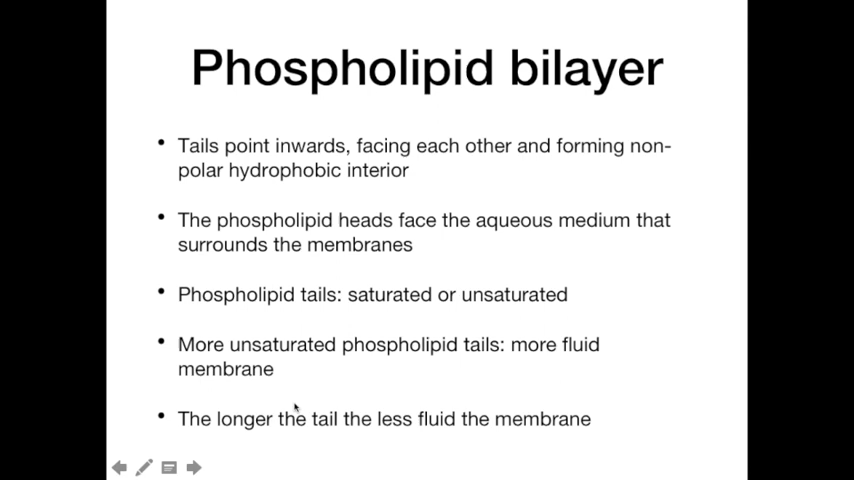 Phospholipid bilayer
• Tails point inwards, facing each other and forming non-
polar hydrophobic interior
• The phospholipid heads face the aqueous medium that
surrounds the membranes
• Phospholipid tails: saturated or unsaturated
• More unsaturated phospholipid tails: more fluid
membrane
• The longer the tail the less fluid the membrane